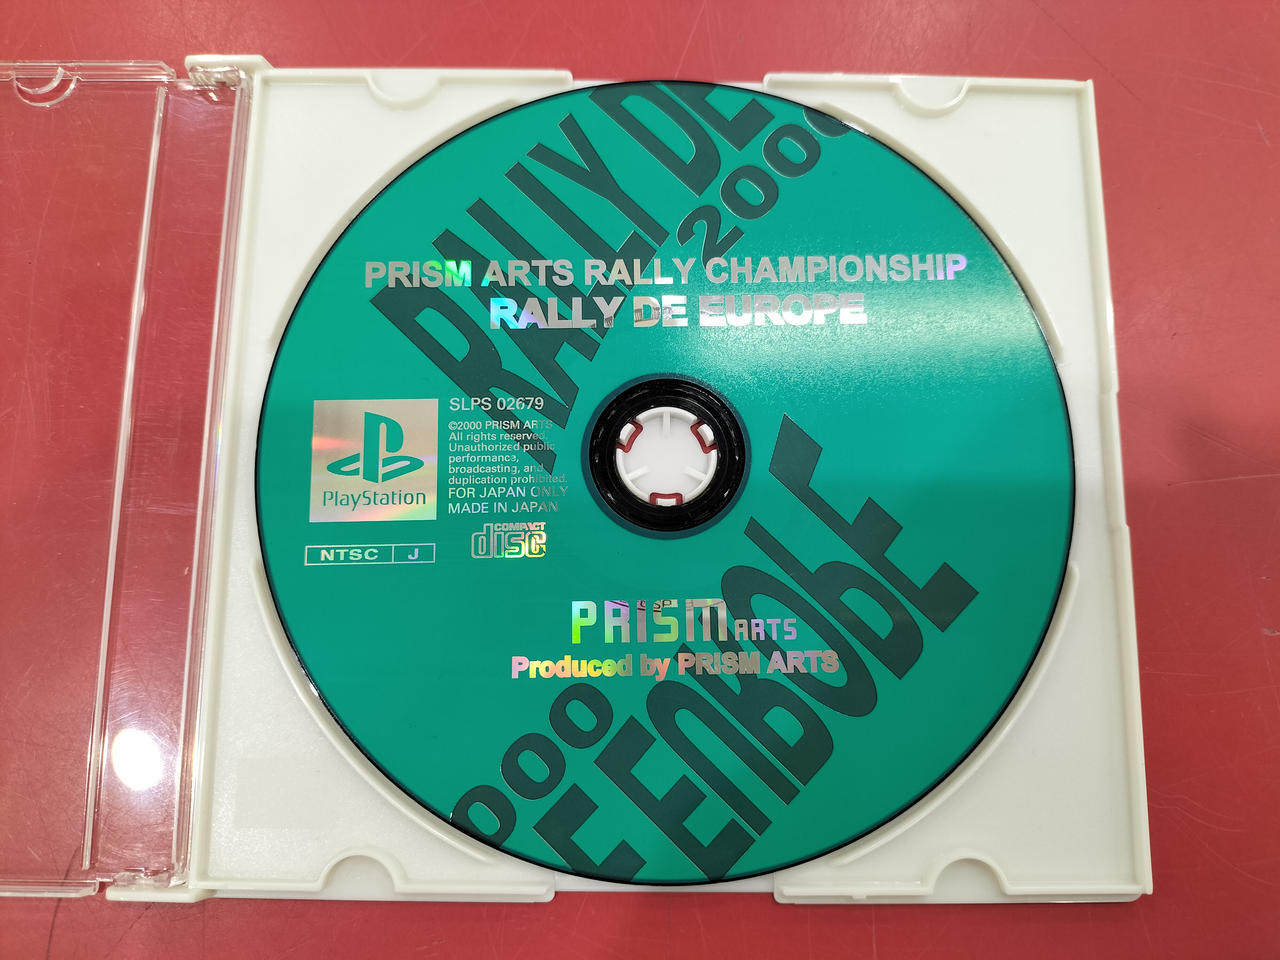 RALLY DE
2000
PRISM ARTS RALLY CHAMPIONSHIP
RALLY DE EUROPE
SLPS 02679
©2000 PRISM ARTS
All rights reserved.
Unauthorized public
performance,
broadcasting, and
duplication prohibited.
FOR JAPAN ONLY
MADE IN JAPAN
PlayStation
NTSC J
COMPACT
disc
PRISM ARTS
Produced by PRISM ARTS